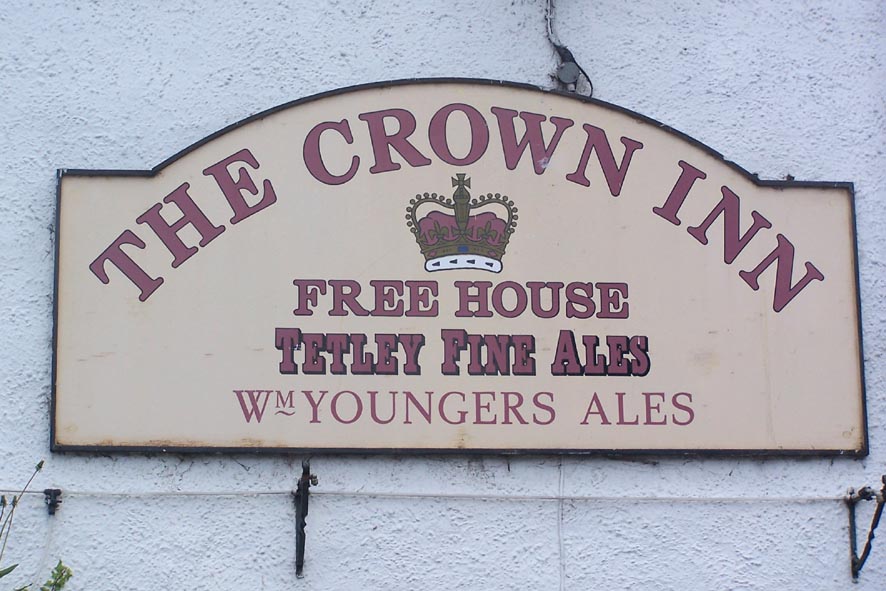 THE CROWN INN
FREE HOUSE
TETLEY FINE ALES
WM YOUNGERS ALES